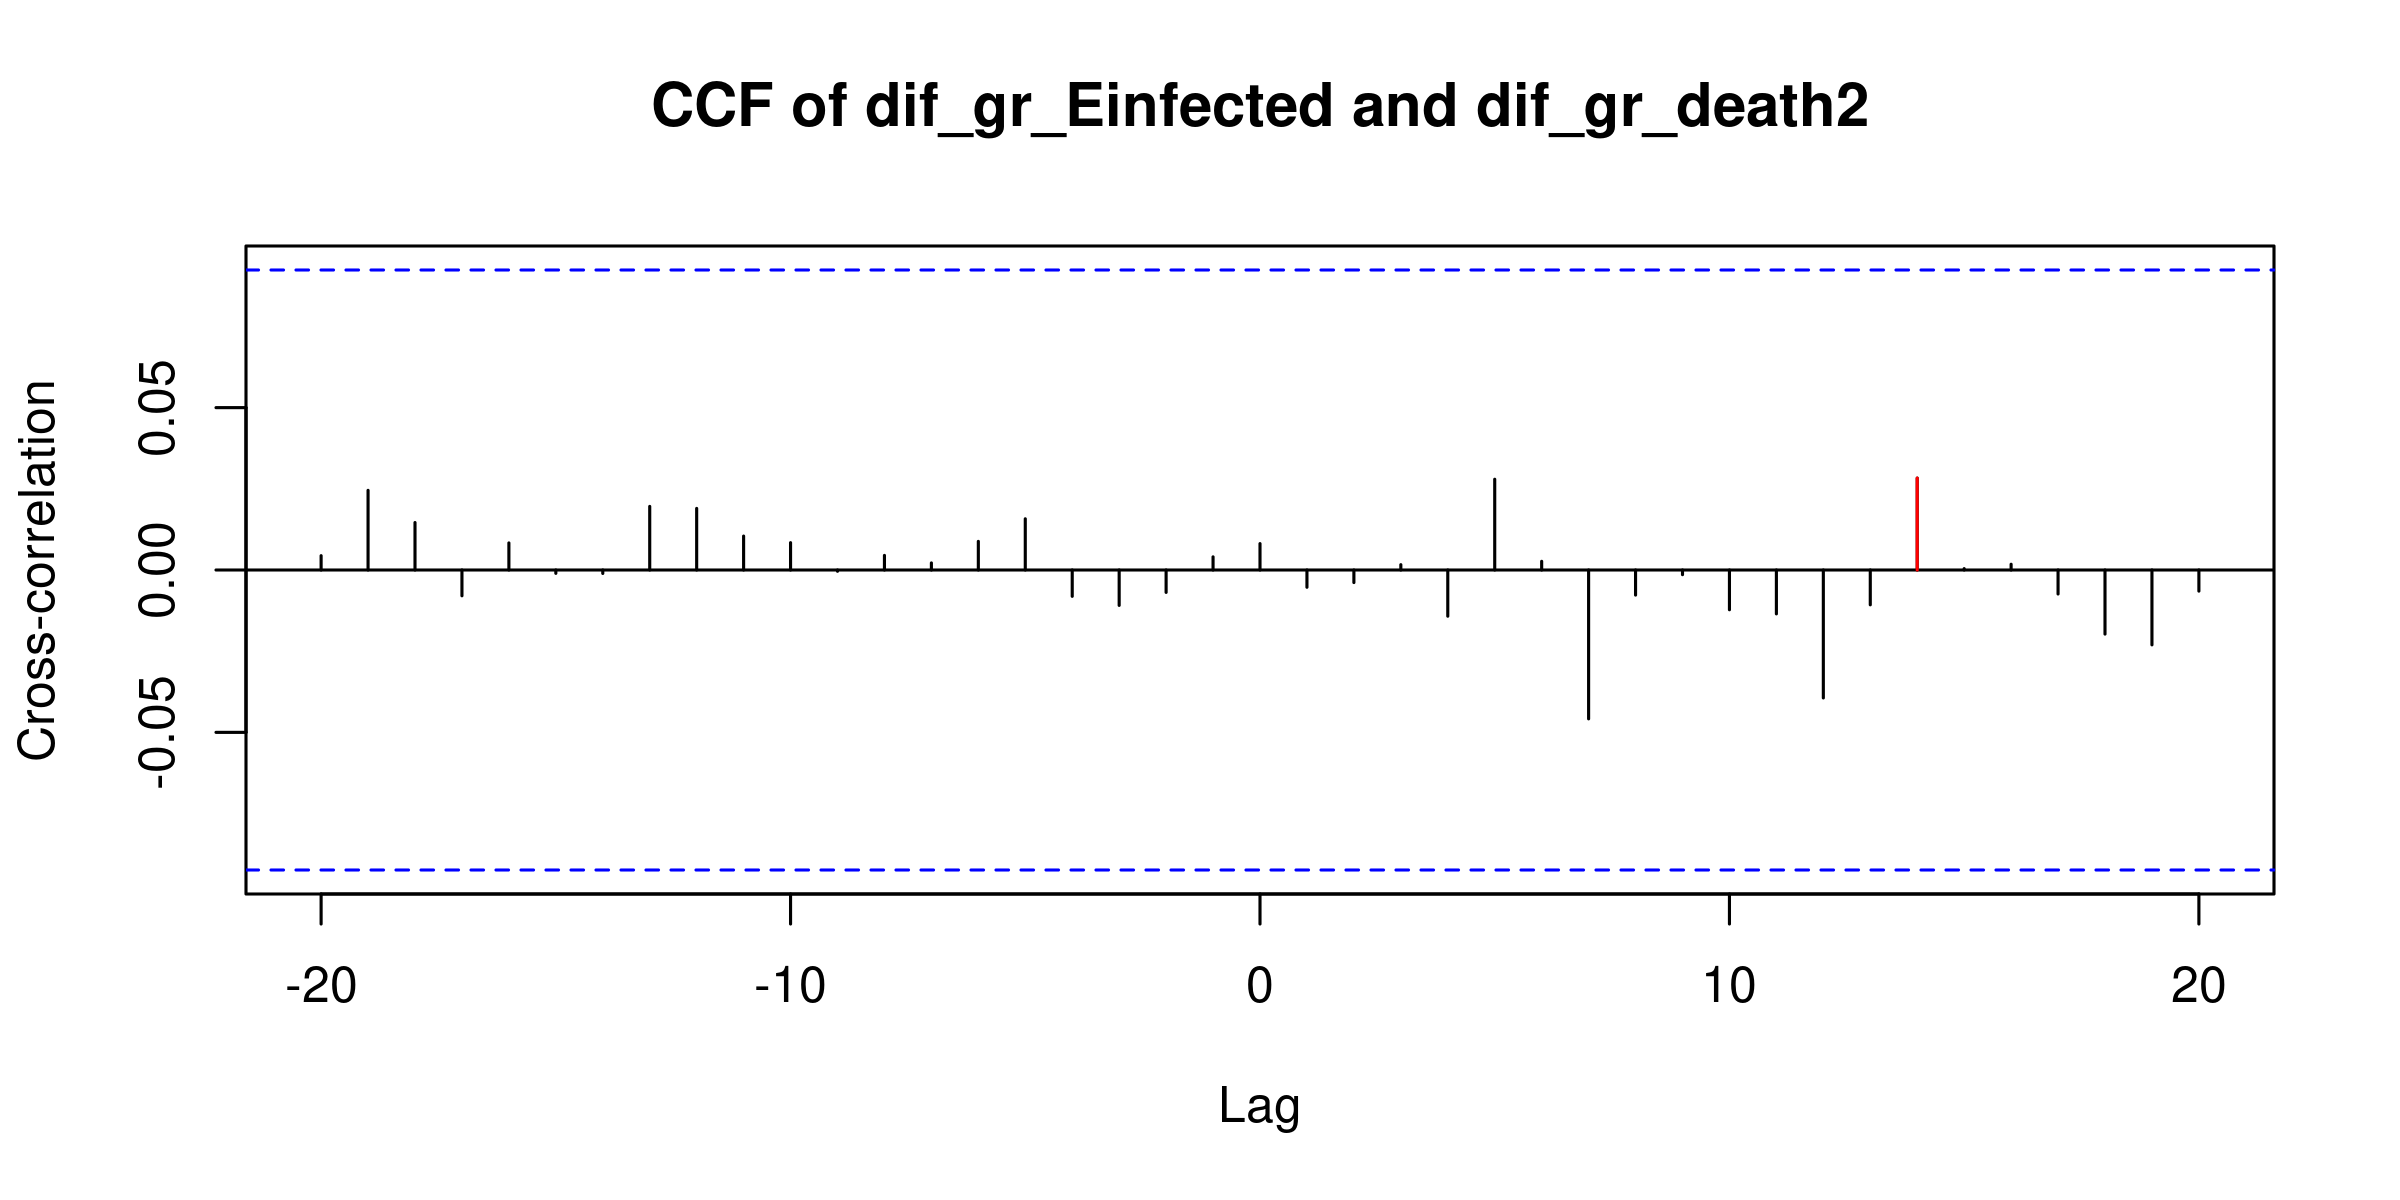 CCF of dif_gr_Einfected and dif_gr_death2
Cross-correlation
0.05
0.00
-0.05
-20 -10 0 10 20
Lag